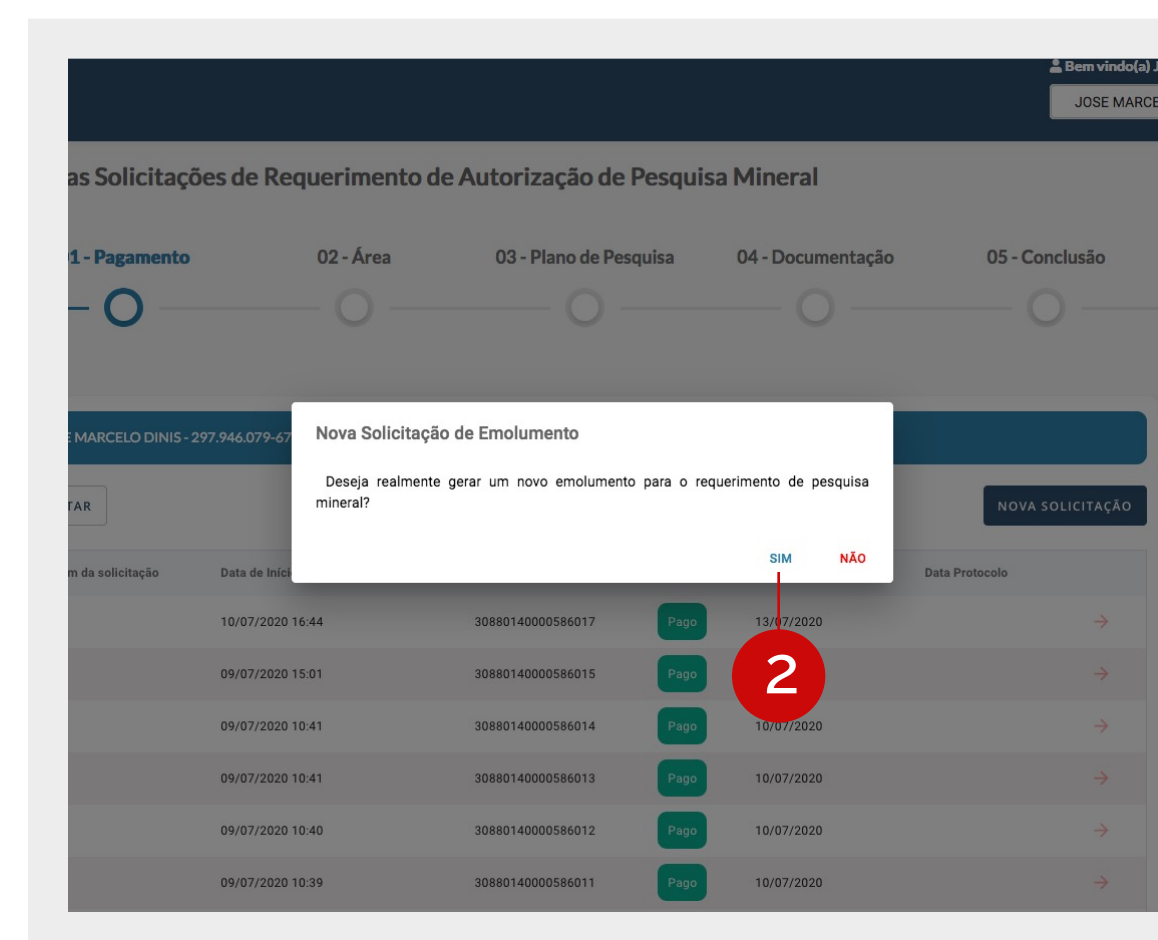 Bem vindo(a) J
JOSE MARCE
as Solicitações de Requerimento de Autorização de Pesquisa Mineral
1 - Pagamento 02 - Área 03 - Plano de Pesquisa 04 - Documentação 05 - Conclusão
E MARCELO DINIS - 297.946.079-67
Nova Solicitação de Emolumento
Deseja realmente gerar um novo emolumento para o requerimento de pesquisa
mineral?
SIM NÃO
TAR NOVA SOLICITAÇÃO
m da solicitação Data de Iníci Data Protocolo
10/07/2020 16:44 30880140000586017 Pago 13/07/2020
09/07/2020 15:01 30880140000586015 Pago
2
09/07/2020 10:41 30880140000586014 Pago 10/07/2020
09/07/2020 10:41 30880140000586013 Pago 10/07/2020
09/07/2020 10:40 30880140000586012 Pago 10/07/2020
09/07/2020 10:39 30880140000586011 Pago 10/07/2020